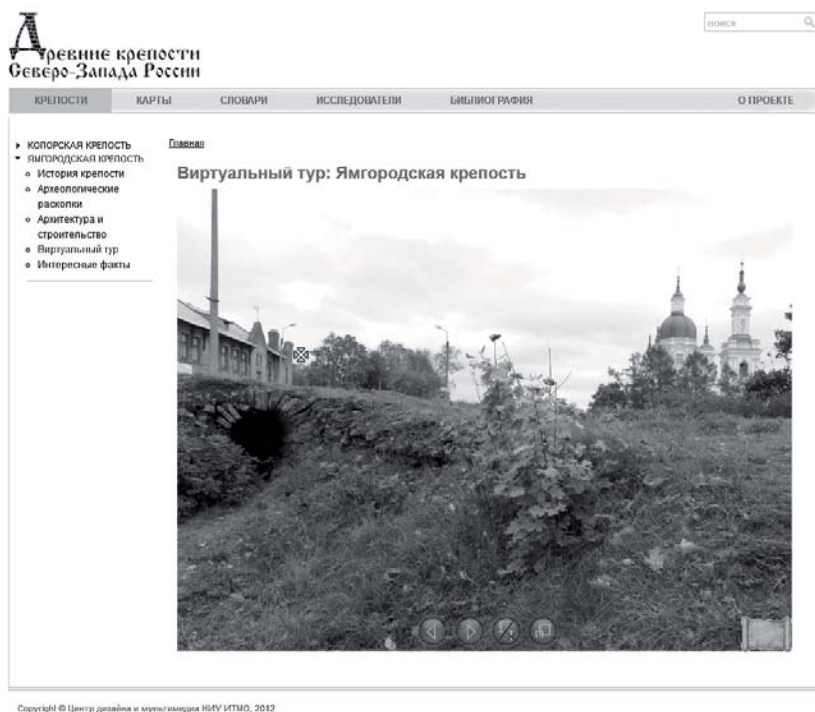 поиск
Древние крепости
Северо-Запада России
КРЕПОСТИ
КАРТЫ
СЛОВАРИ
ИССЛЕДОВАТЕЛИ
БИБЛИОГРАФИЯ
О ПРОЕКТЕ
КОПОРСКАЯ КРЕПОСТЬ
ЯМГОРОДСКАЯ КРЕПОСТЬ
История крепости
Археологические
раскопки
Архитектура и
строительство
Виртуальный тур
Интересные факты
Главная
Виртуальный тур: Ямгородская крепость
Copyright © Центр дизайна и мультимедиа НИУ ИТМО, 2012